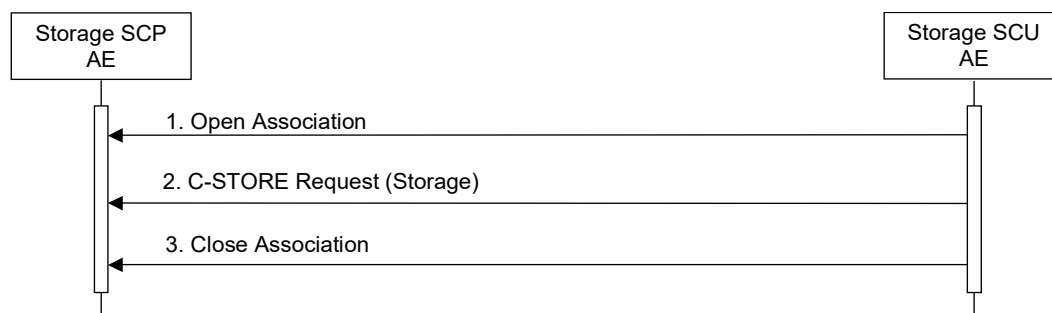 Storage SCP
AE
Storage SCU
AE
1. Open Association
2. C-STORE Request (Storage)
3. Close Association